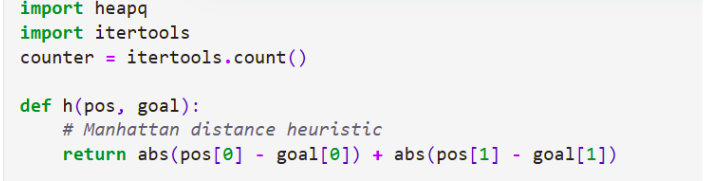 import heapq
import itertools
counter = itertools.count()
def h(pos, goal):
# Manhattan distance heuristic
return abs(pos[0] - goal[0]) + abs(pos[1] - goal[1])